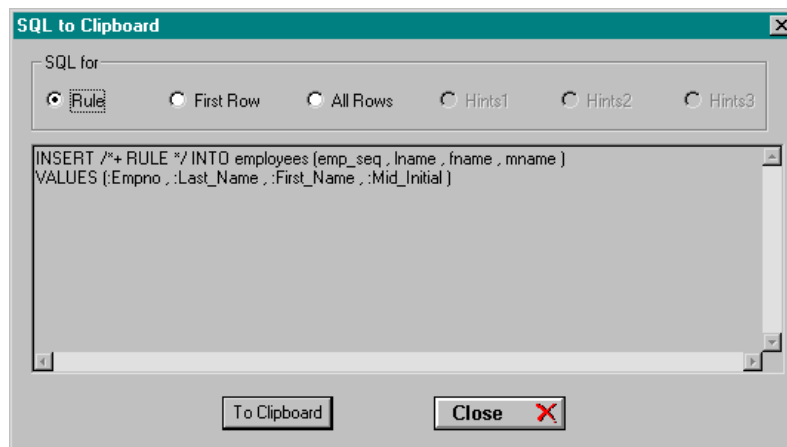 SQL to Clipboard
SQL for
Rule First Row All Rows Hints1 Hints2 Hints3
INSERT /*+ RULE */ INTO employees (emp_seq , lname , fname , mname )
VALUES (:Empno , :Last_Name , :First_Name , :Mid_Initial )
To Clipboard Close